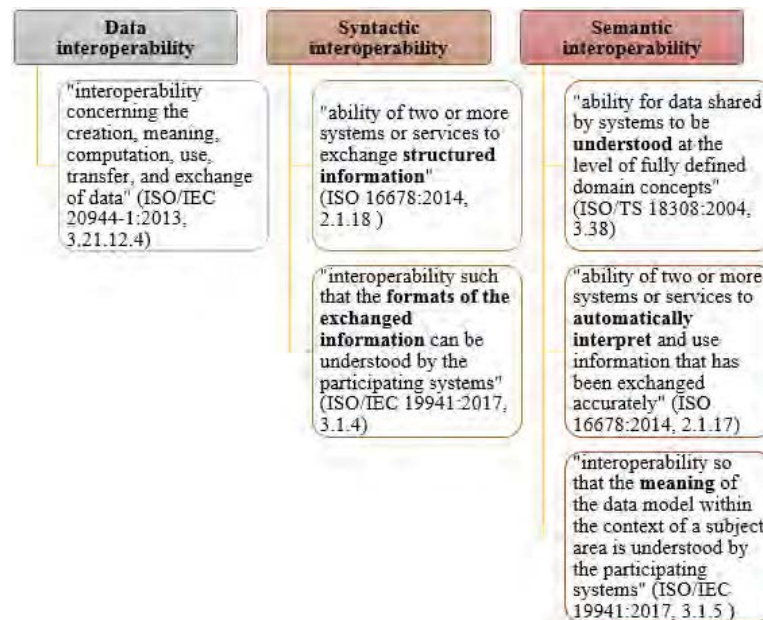 Data
interoperability
"interoperability
concerning the
creation, meaning,
computation, use,
transfer, and exchange
of data" (ISO/IEC
20944-1:2013,
3.21.12.4)
Syntactic
interoperability
"ability of two or more
systems or services to
exchange structured
information"
(ISO 16678:2014,
2.1.18 )
"interoperability such
that the formats of the
exchanged
information can be
understood by the
participating systems"
(ISO/IEC 19941:2017,
3.1.4)
Semantic
interoperability
"ability for data shared
by systems to be
understood at the
level of fully defined
domain concepts"
(ISO/TS 18308:2004,
3.38)
"ability of two or more
systems or services to
automatically
interpret and use
information that has
been exchanged
accurately" (ISO
16678:2014, 2.1.17)
"interoperability so
that the meaning of
the data model within
the context of a subject
area is understood by
the participating
systems" (ISO/IEC
19941:2017, 3.1.5 )